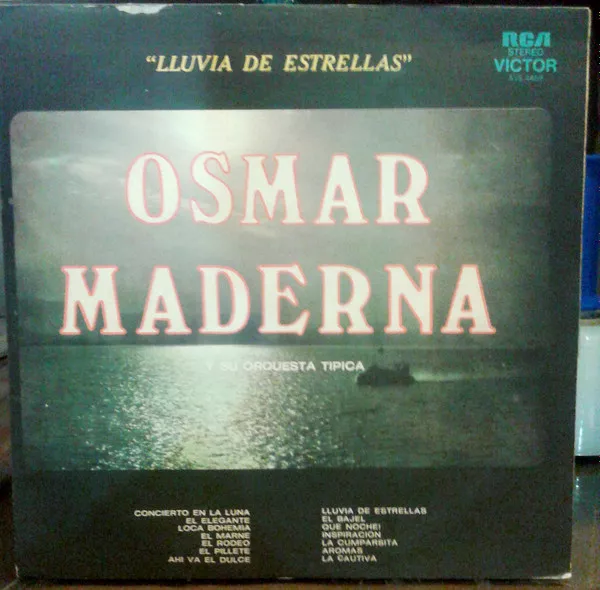 "LLUVIA DE ESTRELLAS"
RCA
STEREO
VICTOR
OSMAR
MADERNA
Y SU ORQUESTA TIPICA
CONCIERTO EN LA LUNA
EL ELEGANTE
LOCA BOHEMIA
EL MARNE
EL RODEO
EL PILLETE
AHI VA EL DULCE
LLUVIA DE ESTRELLAS
EL BAJEL
QUE NOCHE!
INSPIRACION
LA CUMPARSITA
AROMAS
LA CAUTIVA